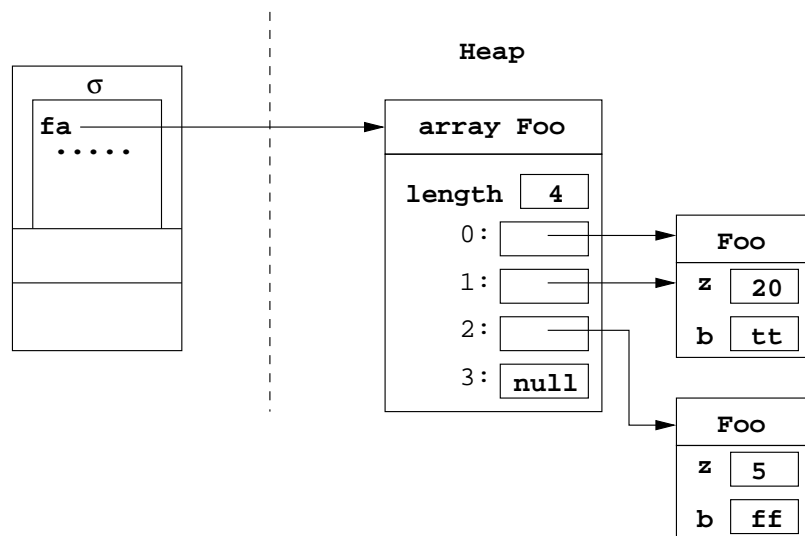 Heap
σ
fa
.....
array Foo
length 4
0:
1:
2:
3: null
Foo
z 20
b tt
Foo
z 5
b ff